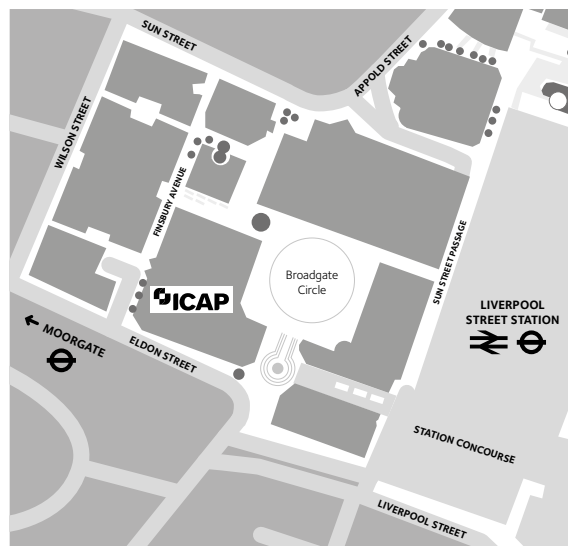 SUN STREET
APPOLD STREET
WILSON STREET
FINSBURY AVENUE
SUN STREET PASSAGE
Broadgate
Circle
ICAP
LIVERPOOL
STREET STATION
MOORGATE
ELDON STREET
STATION CONCOURSE
LIVERPOOL STREET